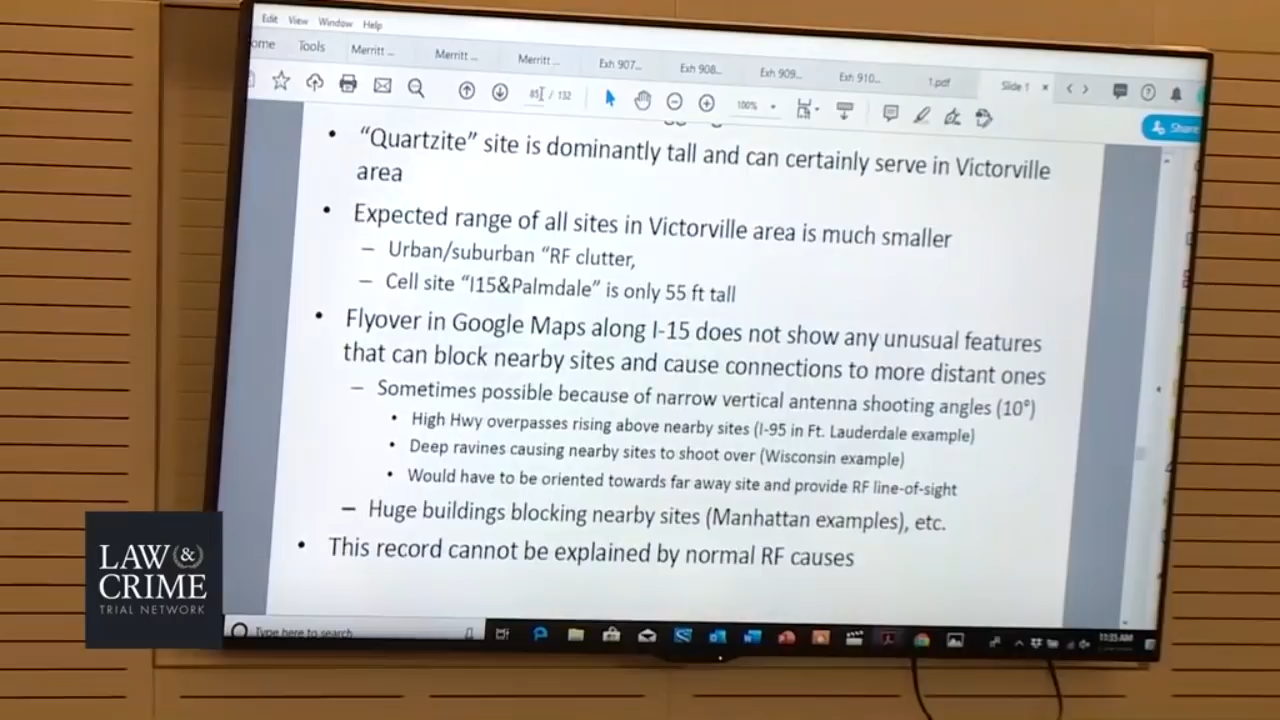 Edit View Window Help
ome Tools Merritt ... Merritt ... Merritt ... Exh 907... Exh 908... Exh 909... Exh 910... 1.pdf Slide 1 ×
85 / 132 100%
Share
• “Quartzite” site is dominantly tall and can certainly serve in Victorville
area
• Expected range of all sites in Victorville area is much smaller
– Urban/suburban “RF clutter,
– Cell site “I15&Palmdale” is only 55 ft tall
• Flyover in Google Maps along I-15 does not show any unusual features
that can block nearby sites and cause connections to more distant ones
– Sometimes possible because of narrow vertical antenna shooting angles (10°)
• High Hwy overpasses rising above nearby sites (I-95 in Ft. Lauderdale example)
• Deep ravines causing nearby sites to shoot over (Wisconsin example)
• Would have to be oriented towards far away site and provide RF line-of-sight
– Huge buildings blocking nearby sites (Manhattan examples), etc.
• This record cannot be explained by normal RF causes
Type here to search
11:25 AM
LAW &
CRIME
TRIAL NETWORK